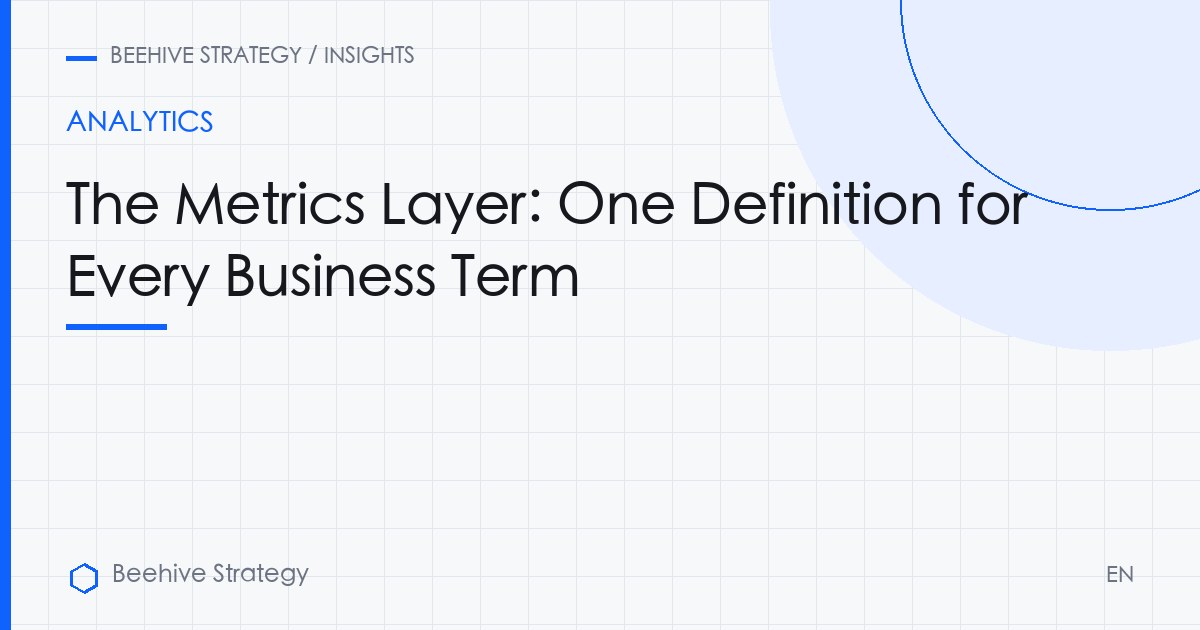 BEEHIVE STRATEGY / INSIGHTS
ANALYTICS
The Metrics Layer: One Definition for
Every Business Term
Beehive Strategy
EN